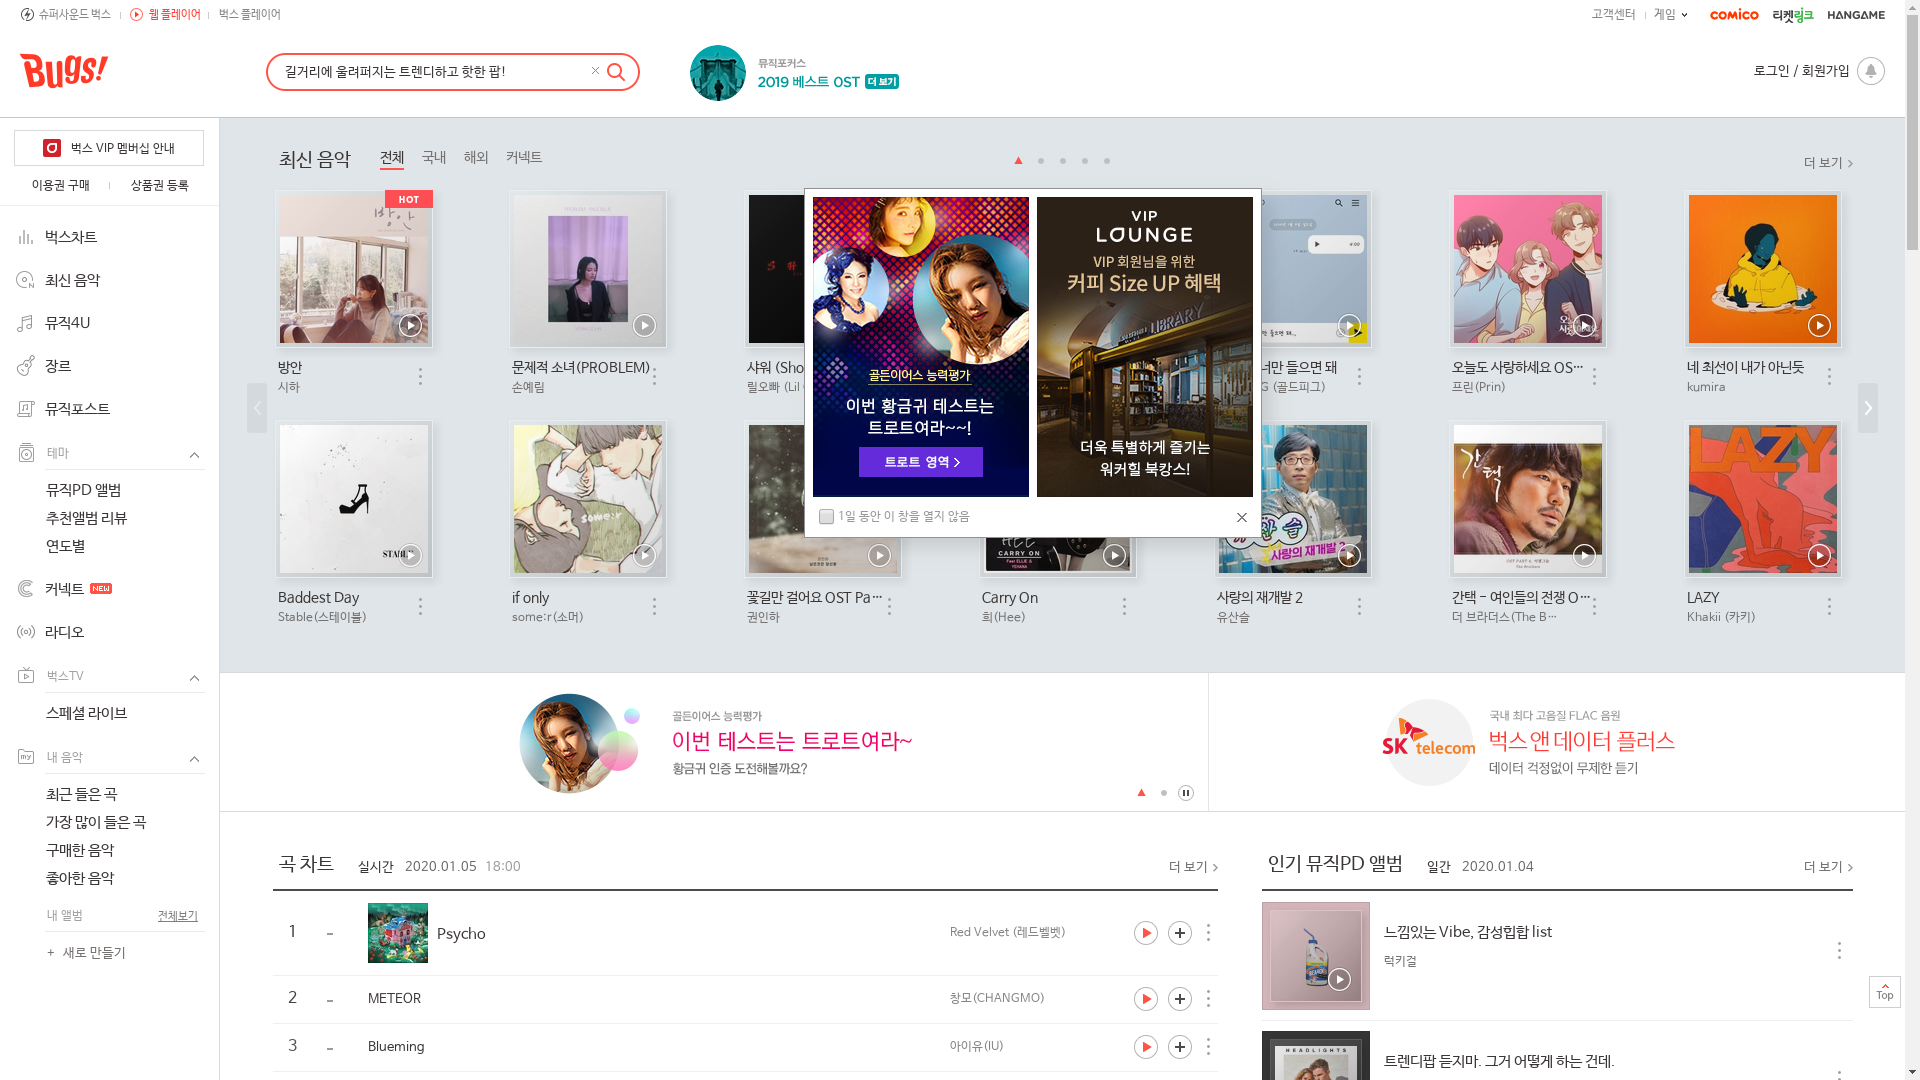 슈퍼사운드 벅스
웹 플레이어
벅스 플레이어
고객센터
게임
comico
티켓링크
HANGAME
Bugs!
길거리에 울려퍼지는 트렌디하고 핫한 팝!
뮤직포커스
2019 베스트 OST 더 보기
로그인 / 회원가입
벅스 VIP 멤버십 안내
이용권 구매
상품권 등록
벅스차트
최신 음악
뮤직4U
장르
뮤직포스트
테마
뮤직PD 앨범
추천앨범 리뷰
연도별
커넥트 NEW
라디오
벅스TV
스페셜 라이브
내 음악
최근 들은 곡
가장 많이 들은 곡
구매한 음악
좋아한 음악
내 앨범
전체보기
+ 새로 만들기
최신 음악
전체
국내
해외
커넥트
더 보기
HOT
방안
방안
시하
문제적 소녀(PROBLEM)
손예림
샤워 (Sho
릴오빠 (Lil
너만 들으면 돼
G (골드피그)
4:00
오늘도 사랑하세요 OS…
프린(Prin)
네 최선이 내가 아닌듯
kumira
STABLE
Baddest Day
Stable(스테이블)
some:r
if only
some:r(소머)
꽃길만 걸어요 OST Pa…
권인하
CARRY ON
Carry On
희(Hee)
사랑의 재개발 2
사랑의 재개발 2
유산슬
간택
간택 - 여인들의 전쟁 O…
더 브라더스(The B…
LAZY
LAZY
Khakii (카키)
골든이어스 능력평가
이번 황금귀 테스트는
트로트여라~~!
트로트 영역 >
VIP
LOUNGE
VIP 회원님을 위한
커피 Size UP 혜택
LIBRARY
더욱 특별하게 즐기는
워커힐 북캉스!
1일 동안 이 창을 열지 않음
골든이어스 능력평가
이번 테스트는 트로트여라~
황금귀 인증 도전해볼까요?
SK telecom
국내 최다 고음질 FLAC 음원
벅스 앤 데이터 플러스
데이터 걱정없이 무제한 듣기
곡 차트
실시간 2020.01.05 18:00
더 보기
1
Psycho
Red Velvet (레드벨벳)
2
METEOR
창모(CHANGMO)
3
Blueming
아이유(IU)
인기 뮤직PD 앨범
일간 2020.01.04
더 보기
느낌있는 Vibe, 감성힙합 list
럭키걸
HEADLIGHTS
트렌디팝 듣지마. 그거 어떻게 하는 건데.
Top